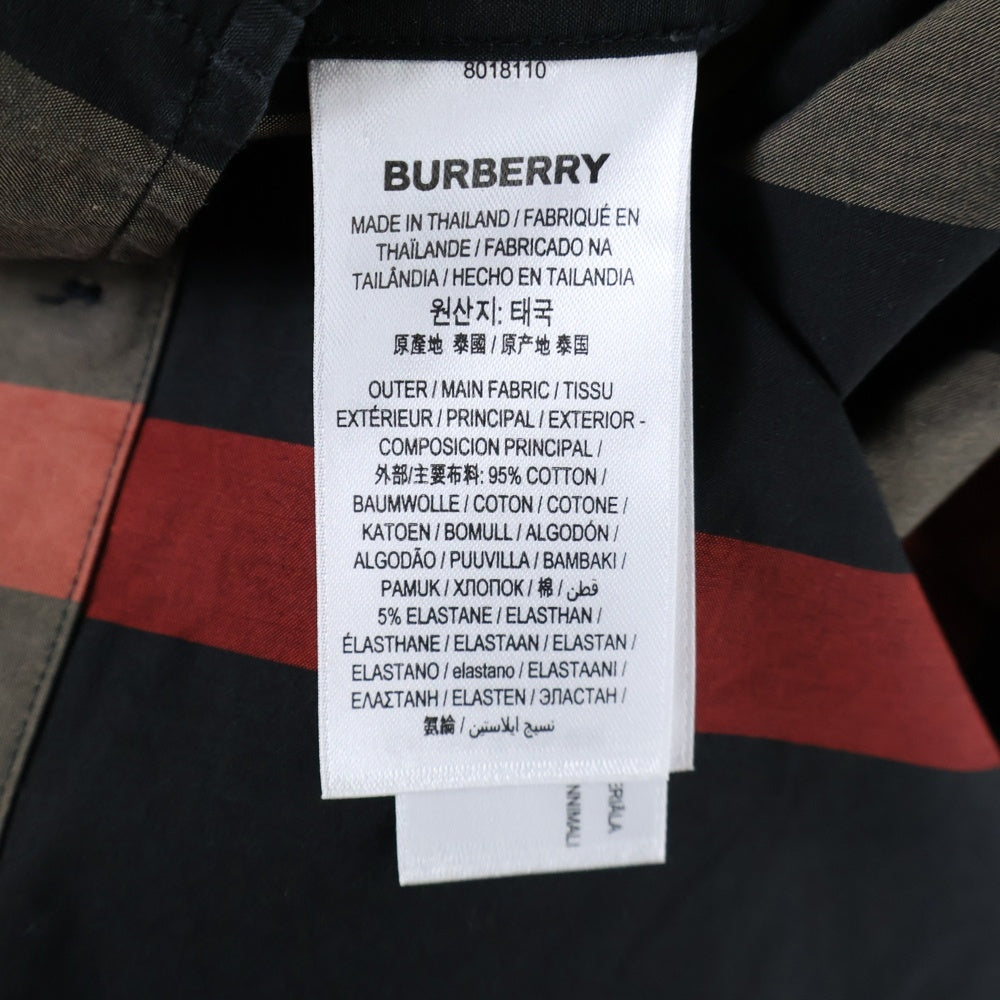 8018110
BURBERRY
MADE IN THAILAND / FABRIQUÉ EN
THAÏLANDE / FABRICADO NA
TAILÂNDIA / HECHO EN TAILANDIA
원산지: 태국
原產地 泰國 / 原产地 泰国
OUTER / MAIN FABRIC / TISSU
EXTÉRIEUR / PRINCIPAL / EXTERIOR -
COMPOSICION PRINCIPAL /
外部/主要布料: 95% COTTON /
BAUMWOLLE / COTON / COTONE /
KATOEN / BOMULL / ALGODÓN /
ALGODÃO / PUUVILLA / BAMBAKI /
PAMUK / ХЛОПОК / 棉 / قطن /
5% ELASTANE / ELASTHAN /
ÉLASTHANE / ELASTAAN / ELASTAN /
ELASTANO / elastano / ELASTAANI /
ΕΛΑΣΤΑΝΗ / ELASTEN / ЭЛАСТАН /
氨綸 / نسيج ايلاستين